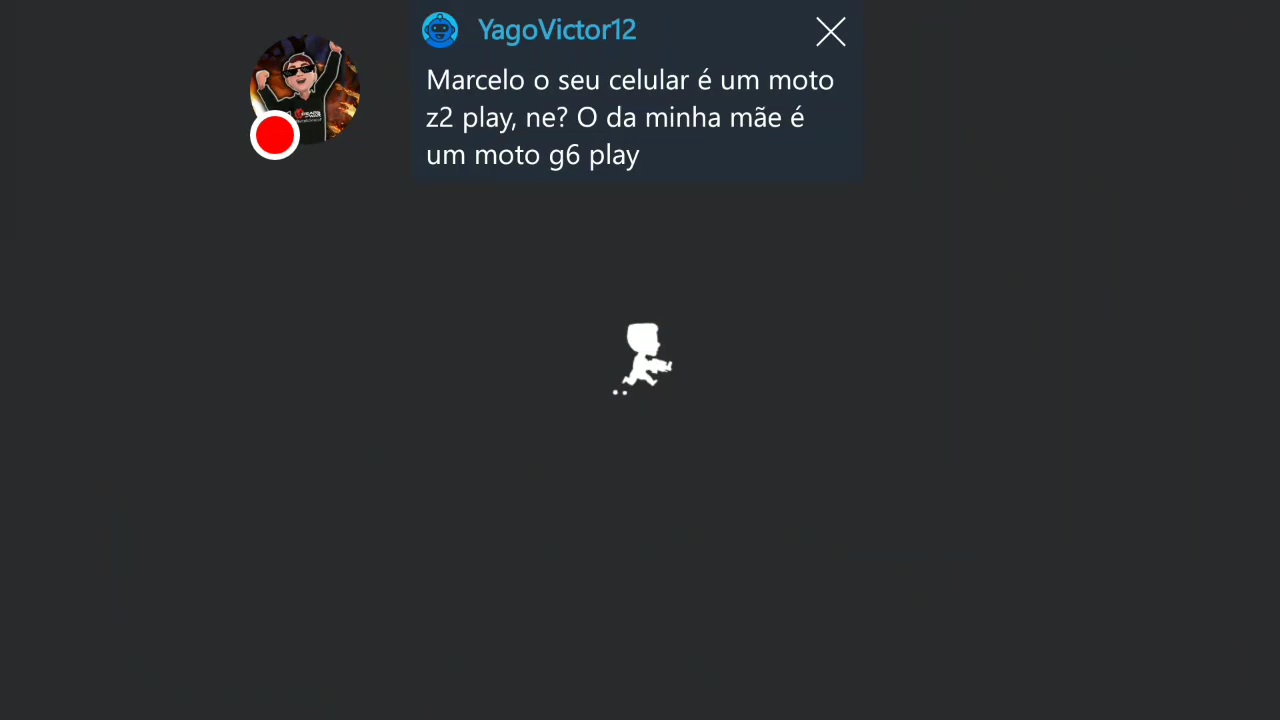 YagoVictor12
Marcelo o seu celular é um moto
z2 play, ne? O da minha mãe é
um moto g6 play